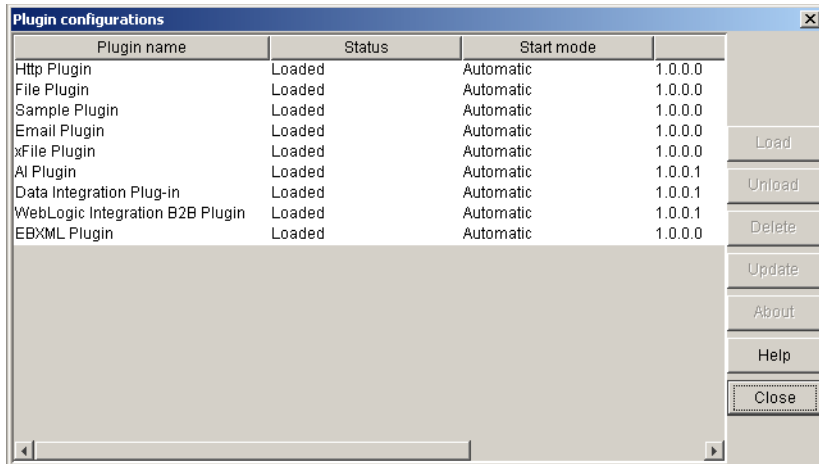 Plugin configurations
Plugin name Status Start mode
Http Plugin Loaded Automatic 1.0.0.0
File Plugin Loaded Automatic 1.0.0.0
Sample Plugin Loaded Automatic 1.0.0.0
Email Plugin Loaded Automatic 1.0.0.0
xFile Plugin Loaded Automatic 1.0.0.0
AI Plugin Loaded Automatic 1.0.0.1
Data Integration Plug-in Loaded Automatic 1.0.0.1
WebLogic Integration B2B Plugin Loaded Automatic 1.0.0.1
EBXML Plugin Loaded Automatic 1.0.0.0
Load
Unload
Delete
Update
About
Help
Close